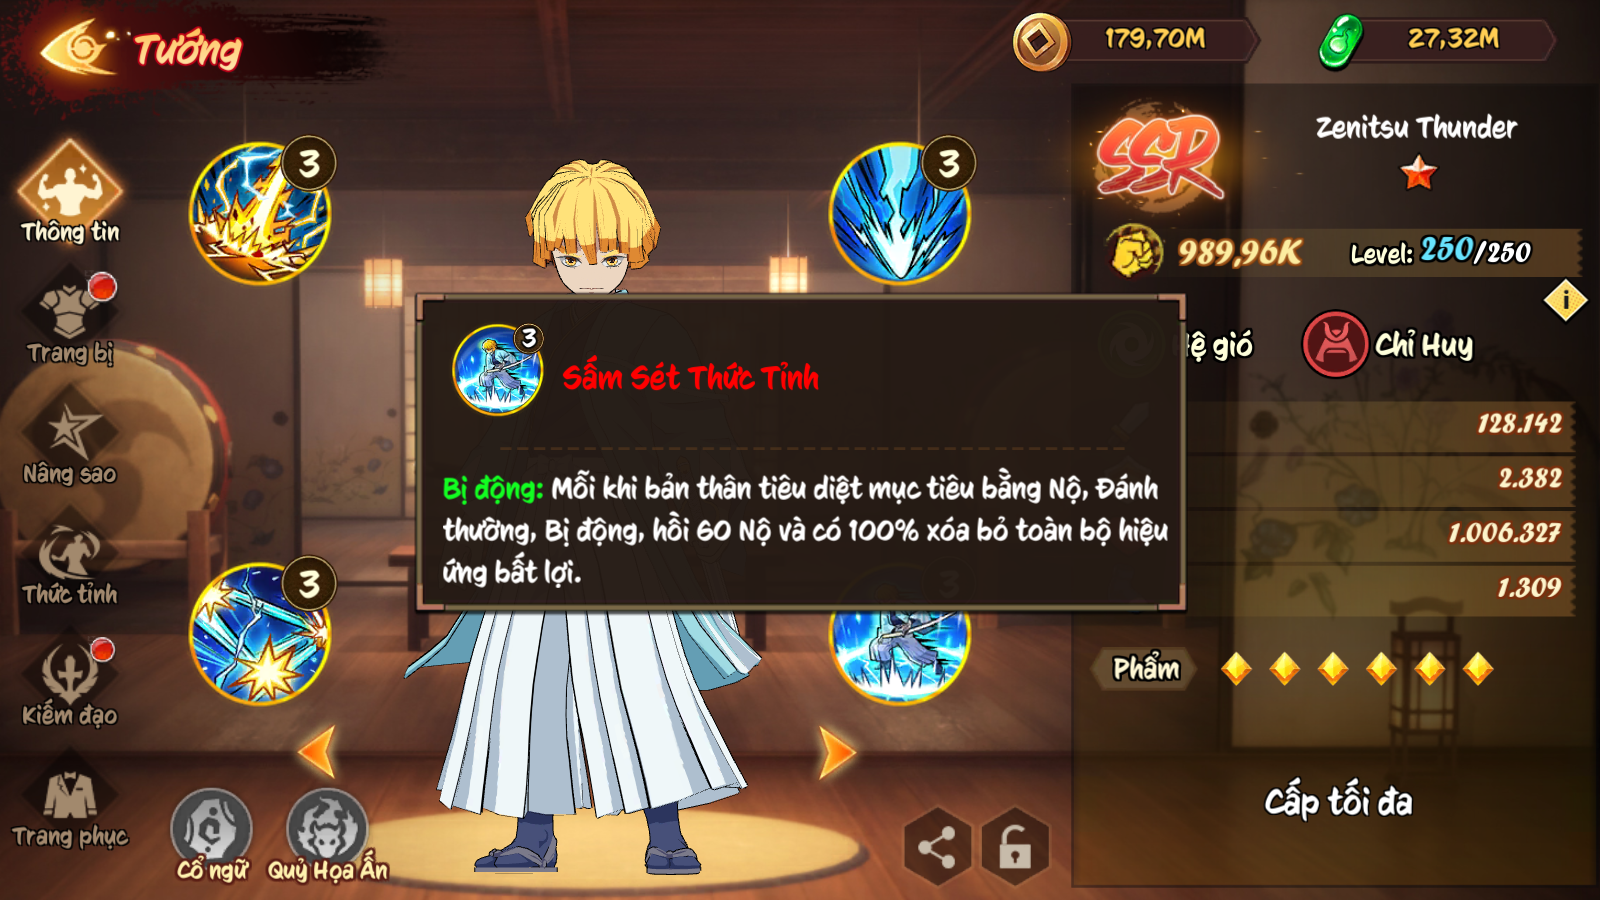 Tướng
179,70M
27,32M
SSR
Zenitsu Thunder
989,96K
Level: 250/250
Thông tin
Trang bị
Nâng sao
Thức tỉnh
Kiếm đạo
Trang phục
3
3
3
3
3
Sấm Sét Thức Tỉnh
Bị động: Mỗi khi bản thân tiêu diệt mục tiêu bằng Nộ, Đánh
thường, Bị động, hồi 60 Nộ và có 100% xóa bỏ toàn bộ hiệu
ứng bất lợi.
Hệ gió
Chỉ Huy
128.142
2.382
1.006.327
1.309
Phẩm
Cấp tối đa
Cổ ngữ
Quỷ Họa Ấn